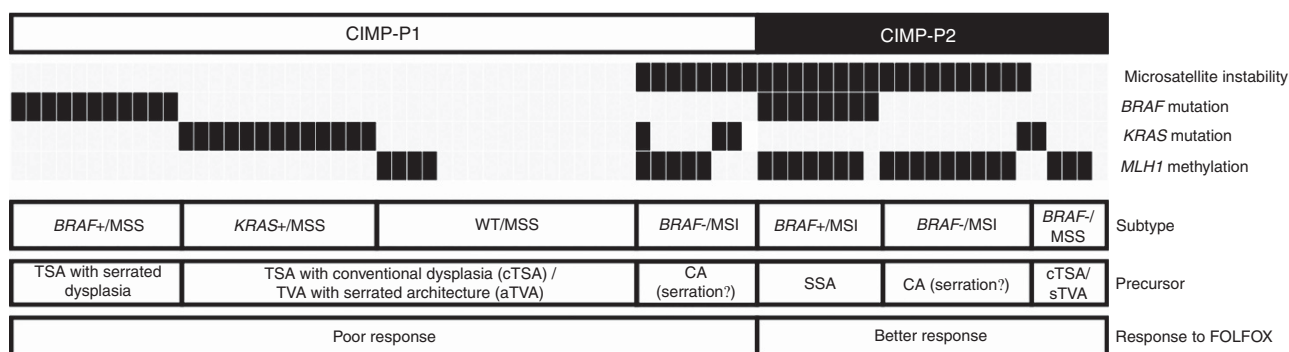 CIMP-P1
CIMP-P2
Microsatellite instability
BRAF mutation
KRAS mutation
MLH1 methylation
BRAF+/MSS
KRAS+/MSS
WT/MSS
BRAF-/MSI
BRAF+/MSI
BRAF-/MSI
BRAF-/
MSS
Subtype
TSA with serrated
dysplasia
TSA with conventional dysplasia (cTSA) /
TVA with serrated architecture (aTVA)
CA
(serration?)
SSA
CA (serration?)
cTSA/
sTVA
Precursor
Poor response
Better response
Response to FOLFOX